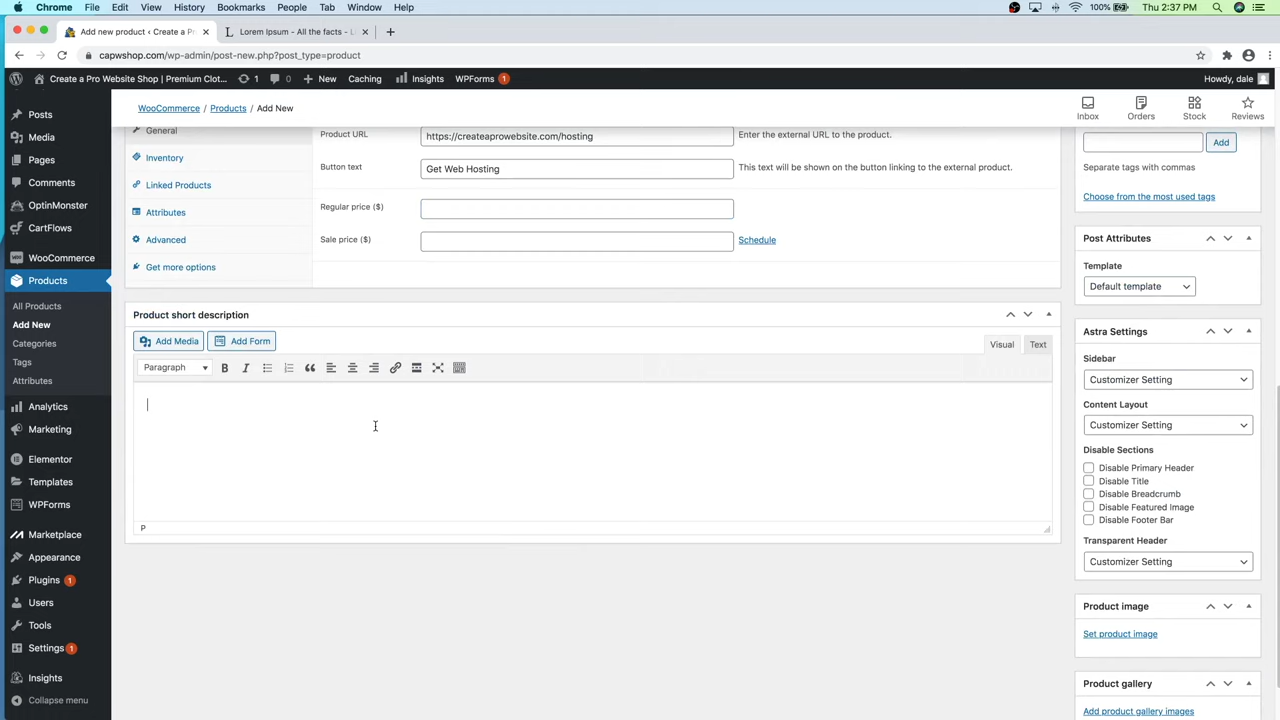 Chrome File Edit View History Bookmarks People Tab Window Help 100% Thu 2:37 PM
Add new product ‹ Create a Pr × Lorem Ipsum - All the facts - L × +
capwshop.com/wp-admin/post-new.php?post_type=product
Create a Pro Website Shop | Premium Clot... 1 0 + New Caching Insights WPForms 1 Howdy, dale
WooCommerce / Products / Add New
Inbox Orders Stock Reviews
Posts
Media
Pages
Comments
OptinMonster
CartFlows
WooCommerce
Products
All Products
Add New
Categories
Tags
Attributes
Analytics
Marketing
Elementor
Templates
WPForms
Marketplace
Appearance
Plugins 1
Users
Tools
Settings 1
Insights
Collapse menu
General
Inventory
Linked Products
Attributes
Advanced
Get more options
Product URL https://createaprowebsite.com/hosting Enter the external URL to the product.
Button text Get Web Hosting This text will be shown on the button linking to the external product.
Regular price ($)
Sale price ($) Schedule
Product short description
Add Media Add Form Visual Text
Paragraph B I
P
Add
Separate tags with commas
Choose from the most used tags
Post Attributes
Template
Default template
Astra Settings
Sidebar
Customizer Setting
Content Layout
Customizer Setting
Disable Sections
Disable Primary Header
Disable Title
Disable Breadcrumb
Disable Featured Image
Disable Footer Bar
Transparent Header
Customizer Setting
Product image
Set product image
Product gallery
Add product gallery images